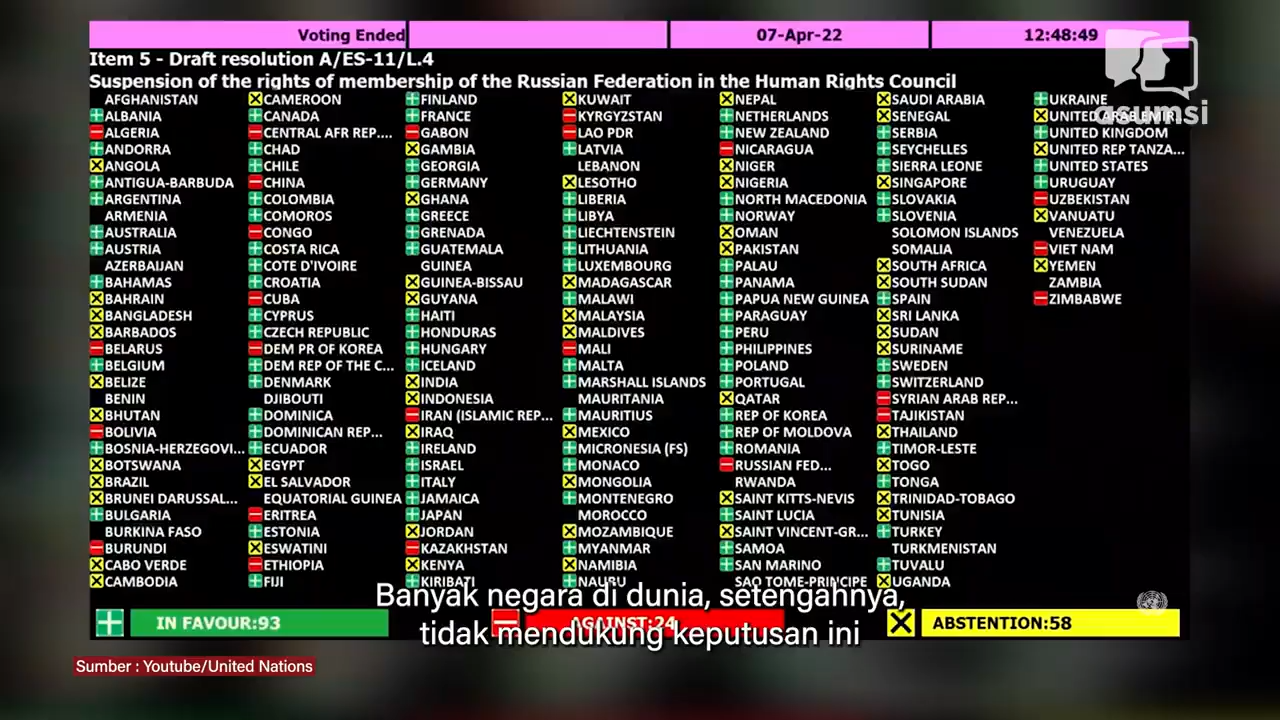 Voting Ended
07-Apr-22
12:48:49
Item 5 - Draft resolution A/ES-11/L.4
Suspension of the rights of membership of the Russian Federation in the Human Rights Council
asumsi
AFGHANISTAN
ALBANIA
ALGERIA
ANDORRA
ANGOLA
ANTIGUA-BARBUDA
ARGENTINA
ARMENIA
AUSTRALIA
AUSTRIA
AZERBAIJAN
BAHAMAS
BAHRAIN
BANGLADESH
BARBADOS
BELARUS
BELGIUM
BELIZE
BENIN
BHUTAN
BOLIVIA
BOSNIA-HERZEGOVI...
BOTSWANA
BRAZIL
BRUNEI DARUSSAL...
BULGARIA
BURKINA FASO
BURUNDI
CABO VERDE
CAMBODIA
CAMEROON
CANADA
CENTRAL AFR REP....
CHAD
CHILE
CHINA
COLOMBIA
COMOROS
CONGO
COSTA RICA
COTE D'IVOIRE
CROATIA
CUBA
CYPRUS
CZECH REPUBLIC
DEM PR OF KOREA
DEM REP OF THE C...
DENMARK
DJIBOUTI
DOMINICA
DOMINICAN REP...
ECUADOR
EGYPT
EL SALVADOR
EQUATORIAL GUINEA
ERITREA
ESTONIA
ESWATINI
ETHIOPIA
FIJI
FINLAND
FRANCE
GABON
GAMBIA
GEORGIA
GERMANY
GHANA
GREECE
GRENADA
GUATEMALA
GUINEA
GUINEA-BISSAU
GUYANA
HAITI
HONDURAS
HUNGARY
ICELAND
INDIA
INDONESIA
IRAN (ISLAMIC REP...
IRAQ
IRELAND
ISRAEL
ITALY
JAMAICA
JAPAN
JORDAN
KAZAKHSTAN
KENYA
KIRIBATI
KUWAIT
KYRGYZSTAN
LAO PDR
LATVIA
LEBANON
LESOTHO
LIBERIA
LIBYA
LIECHTENSTEIN
LITHUANIA
LUXEMBOURG
MADAGASCAR
MALAWI
MALAYSIA
MALDIVES
MALI
MALTA
MARSHALL ISLANDS
MAURITANIA
MAURITIUS
MEXICO
MICRONESIA (FS)
MONACO
MONGOLIA
MONTENEGRO
MOROCCO
MOZAMBIQUE
MYANMAR
NAMIBIA
NAURU
NEPAL
NETHERLANDS
NEW ZEALAND
NICARAGUA
NIGER
NIGERIA
NORTH MACEDONIA
NORWAY
OMAN
PAKISTAN
PALAU
PANAMA
PAPUA NEW GUINEA
PARAGUAY
PERU
PHILIPPINES
POLAND
PORTUGAL
QATAR
REP OF KOREA
REP OF MOLDOVA
ROMANIA
RUSSIAN FED...
RWANDA
SAINT KITTS-NEVIS
SAINT LUCIA
SAINT VINCENT-GR...
SAMOA
SAN MARINO
SAO TOME-PRINCIPE
SAUDI ARABIA
SENEGAL
SERBIA
SEYCHELLES
SIERRA LEONE
SINGAPORE
SLOVAKIA
SLOVENIA
SOLOMON ISLANDS
SOMALIA
SOUTH AFRICA
SOUTH SUDAN
SPAIN
SRI LANKA
SUDAN
SURINAME
SWEDEN
SWITZERLAND
SYRIAN ARAB REP...
TAJIKISTAN
THAILAND
TIMOR-LESTE
TOGO
TONGA
TRINIDAD-TOBAGO
TUNISIA
TURKEY
TURKMENISTAN
TUVALU
UGANDA
UKRAINE
UNITED ARAB EMIR...
UNITED KINGDOM
UNITED REP TANZA...
UNITED STATES
URUGUAY
UZBEKISTAN
VANUATU
VENEZUELA
VIET NAM
YEMEN
ZAMBIA
ZIMBABWE
IN FAVOUR:93
AGAINST:24
ABSTENTION:58
Banyak negara di dunia, setengahnya,
tidak mendukung keputusan ini
Sumber : Youtube/United Nations